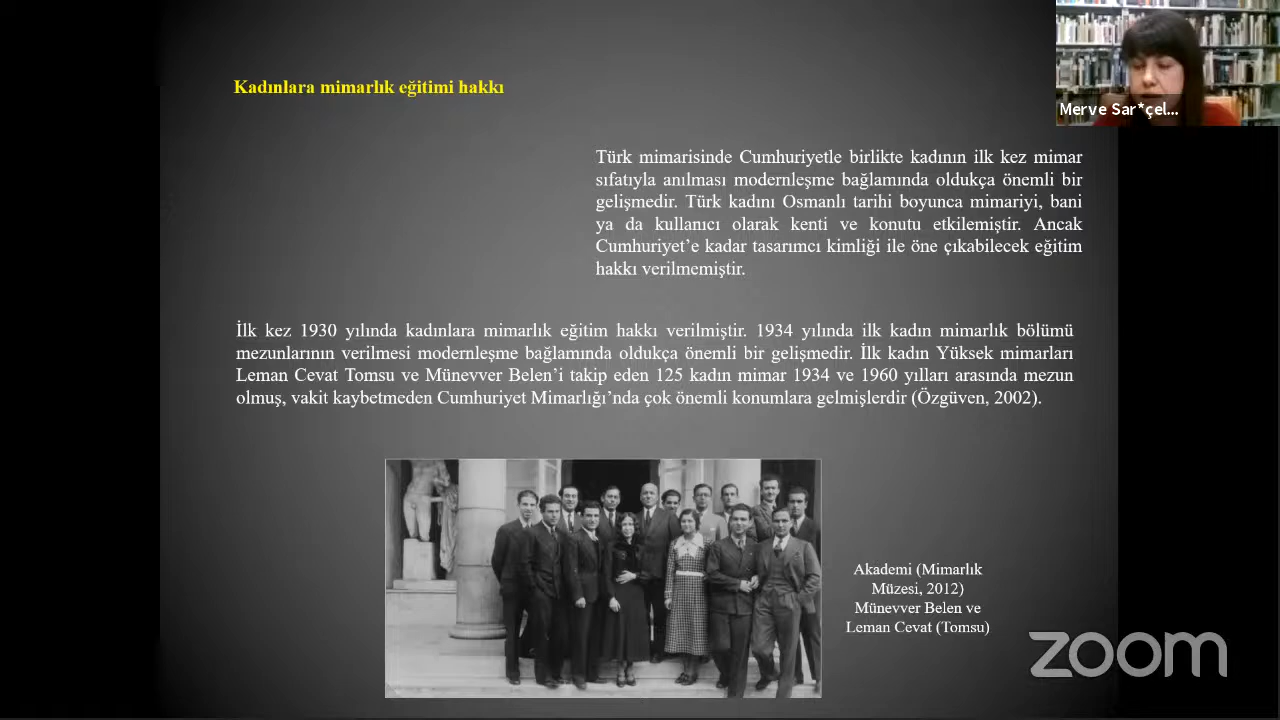 Kadınlara mimarlık eğitimi hakkı
Merve Sar*çel...
Türk mimarisinde Cumhuriyetle birlikte kadının ilk kez mimar
sıfatıyla anılması modernleşme bağlamında oldukça önemli bir
gelişmedir. Türk kadını Osmanlı tarihi boyunca mimariyi, bani
ya da kullanıcı olarak kenti ve konutu etkilemiştir. Ancak
Cumhuriyet’e kadar tasarımcı kimliği ile öne çıkabilecek eğitim
hakkı verilmemiştir.
İlk kez 1930 yılında kadınlara mimarlık eğitim hakkı verilmiştir. 1934 yılında ilk kadın mimarlık bölümü
mezunlarının verilmesi modernleşme bağlamında oldukça önemli bir gelişmedir. İlk kadın Yüksek mimarları
Leman Cevat Tomsu ve Münevver Belen’i takip eden 125 kadın mimar 1934 ve 1960 yılları arasında mezun
olmuş, vakit kaybetmeden Cumhuriyet Mimarlığı’nda çok önemli konumlara gelmişlerdir (Özgüven, 2002).
Akademi (Mimarlık
Müzesi, 2012)
Münevver Belen ve
Leman Cevat (Tomsu)
zoom